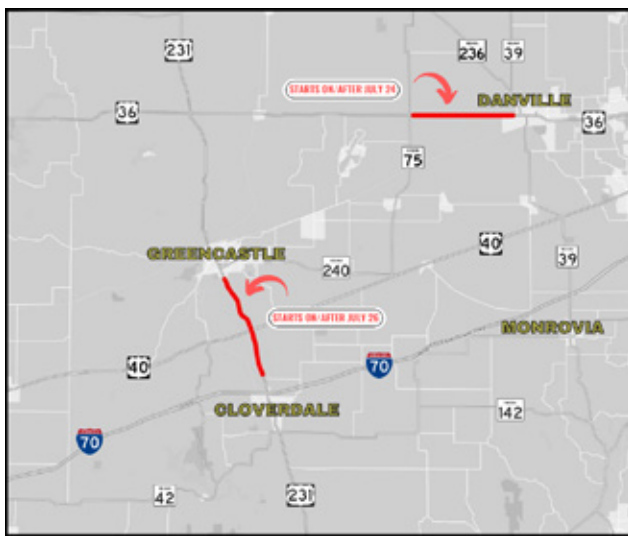 231
236
39
STARTS ON/AFTER JULY 24
DANVILLE
36
36
75
40
GREENCASTLE
240
39
STARTS ON/AFTER JULY 26
MONROVIA
40
70
CLOVERDALE
142
70
42
231